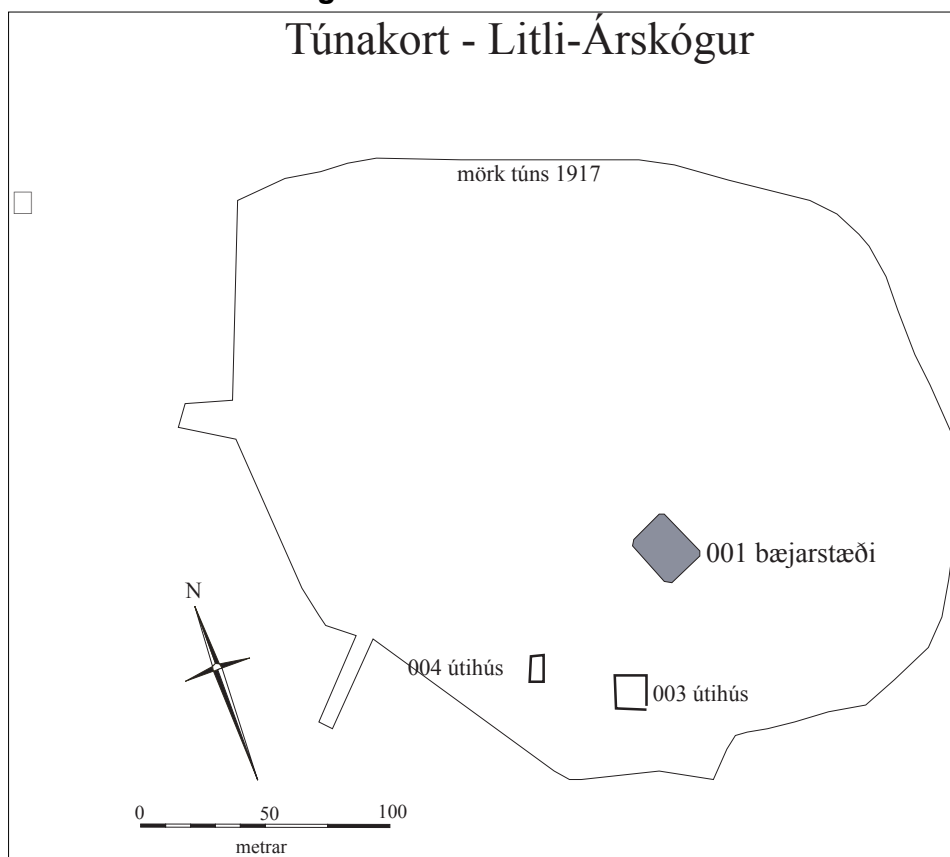 Túnakort - Litli-Árskógur
mörk túns 1917
001 bæjarstæði
N
004 útihús
003 útihús
0 50 100
metrar